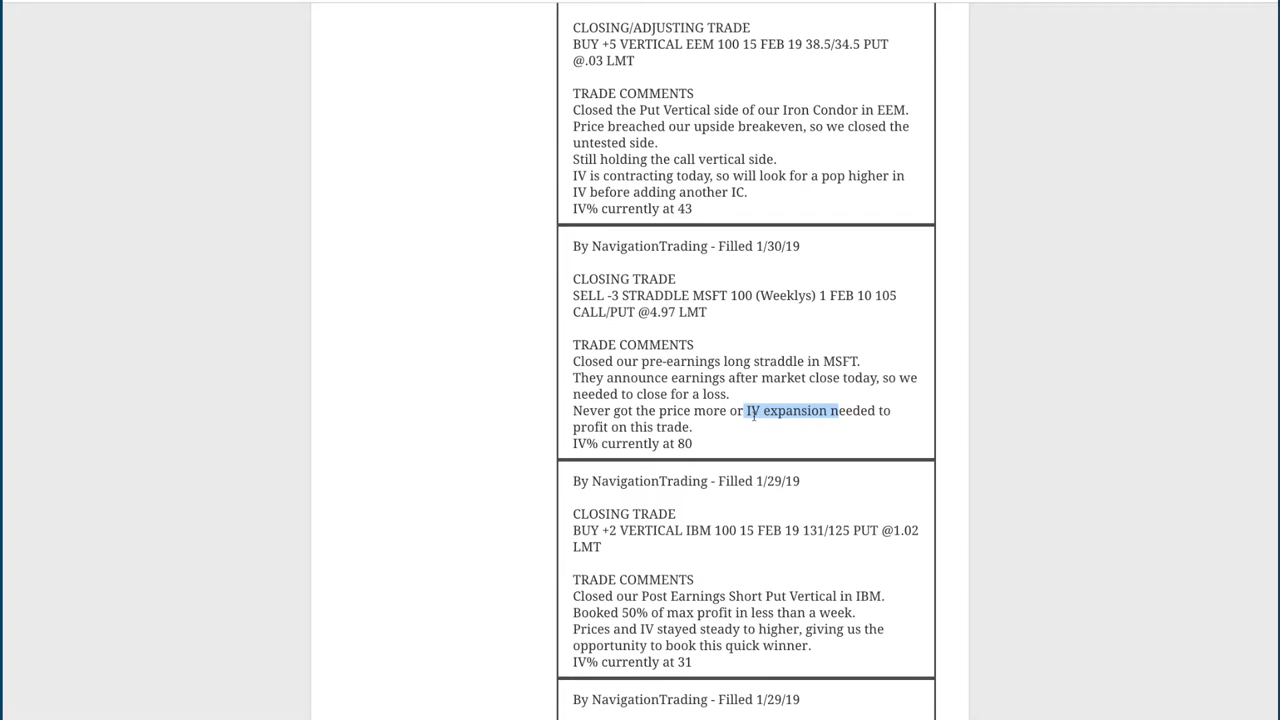 CLOSING/ADJUSTING TRADE
BUY +5 VERTICAL EEM 100 15 FEB 19 38.5/34.5 PUT
@.03 LMT
TRADE COMMENTS
Closed the Put Vertical side of our Iron Condor in EEM.
Price breached our upside breakeven, so we closed the
untested side.
Still holding the call vertical side.
IV is contracting today, so will look for a pop higher in
IV before adding another IC.
IV% currently at 43
By NavigationTrading - Filled 1/30/19
CLOSING TRADE
SELL -3 STRADDLE MSFT 100 (Weeklys) 1 FEB 10 105
CALL/PUT @4.97 LMT
TRADE COMMENTS
Closed our pre-earnings long straddle in MSFT.
They announce earnings after market close today, so we
needed to close for a loss.
Never got the price more or IV expansion needed to
profit on this trade.
IV% currently at 80
By NavigationTrading - Filled 1/29/19
CLOSING TRADE
BUY +2 VERTICAL IBM 100 15 FEB 19 131/125 PUT @1.02
LMT
TRADE COMMENTS
Closed our Post Earnings Short Put Vertical in IBM.
Booked 50% of max profit in less than a week.
Prices and IV stayed steady to higher, giving us the
opportunity to book this quick winner.
IV% currently at 31
By NavigationTrading - Filled 1/29/19